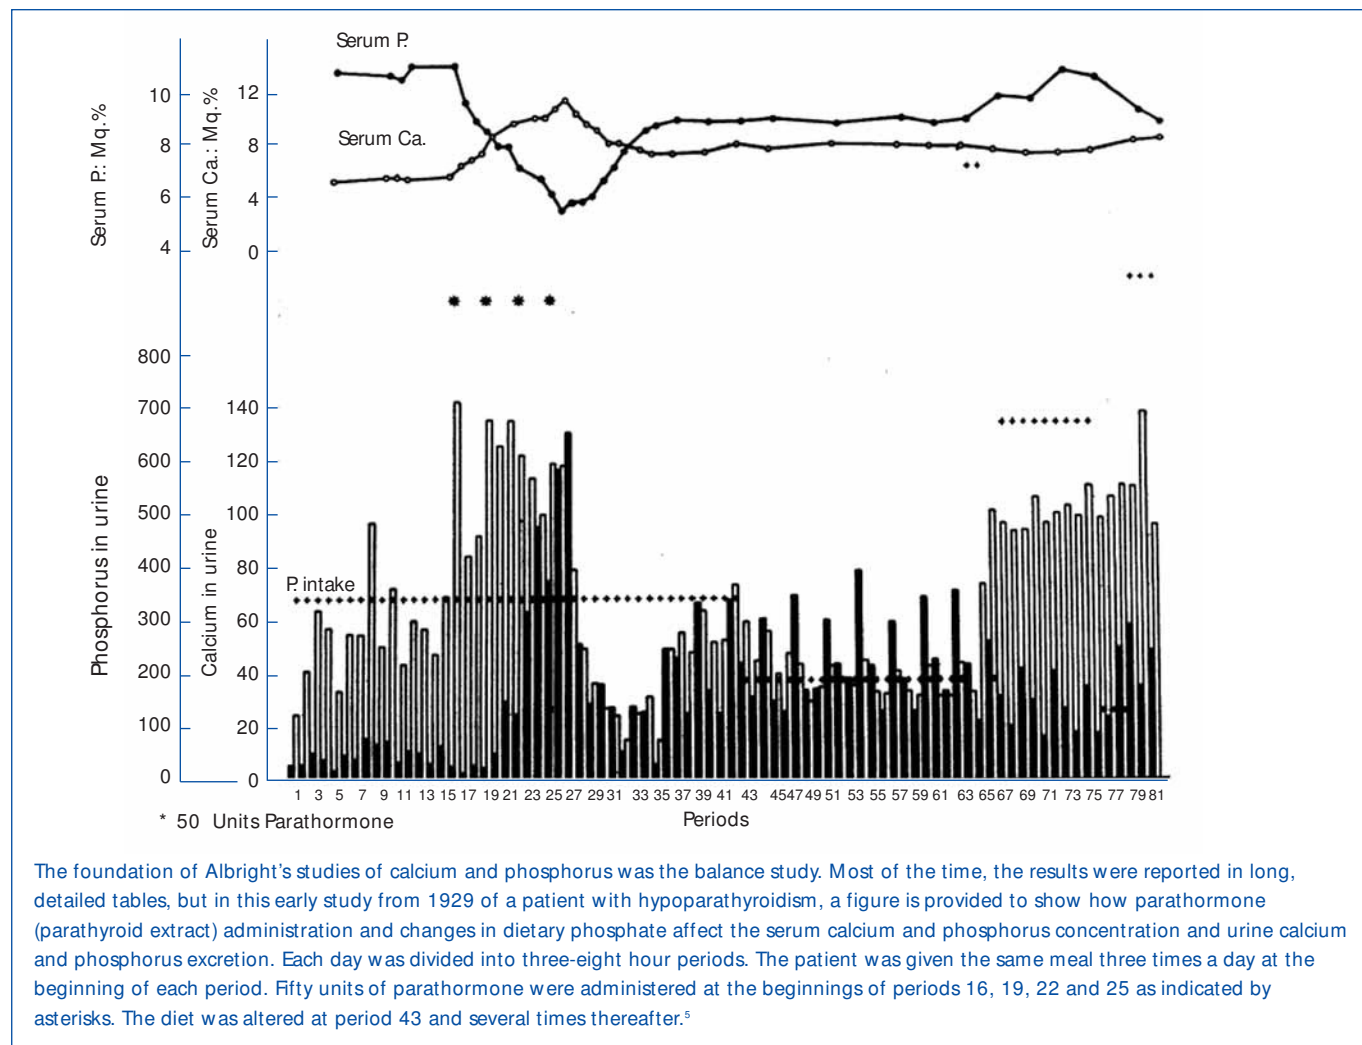 Serum P.
Serum Ca.
Serum P.: Mq.%
10
8
6
4
Serum Ca.: Mq.%
12
8
4
0
Phosphorus in urine
800
700
600
500
400
300
200
100
0
Calcium in urine
140
120
100
80
60
40
20
0
P. intake
1 3 5 7 9 11 13 15 17 19 21 23 25 27 29 31 33 35 37 39 41 43 45 47 49 51 53 55 57 59 61 63 65 67 69 71 73 75 77 79 81
* 50 Units Parathormone
Periods
The foundation of Albright's studies of calcium and phosphorus was the balance study. Most of the time, the results were reported in long,
detailed tables, but in this early study from 1929 of a patient with hypoparathyroidism, a figure is provided to show how parathormone
(parathyroid extract) administration and changes in dietary phosphate affect the serum calcium and phosphorus concentration and urine calcium
and phosphorus excretion. Each day was divided into three-eight hour periods. The patient was given the same meal three times a day at the
beginning of each period. Fifty units of parathormone were administered at the beginnings of periods 16, 19, 22 and 25 as indicated by
asterisks. The diet was altered at period 43 and several times thereafter.⁵